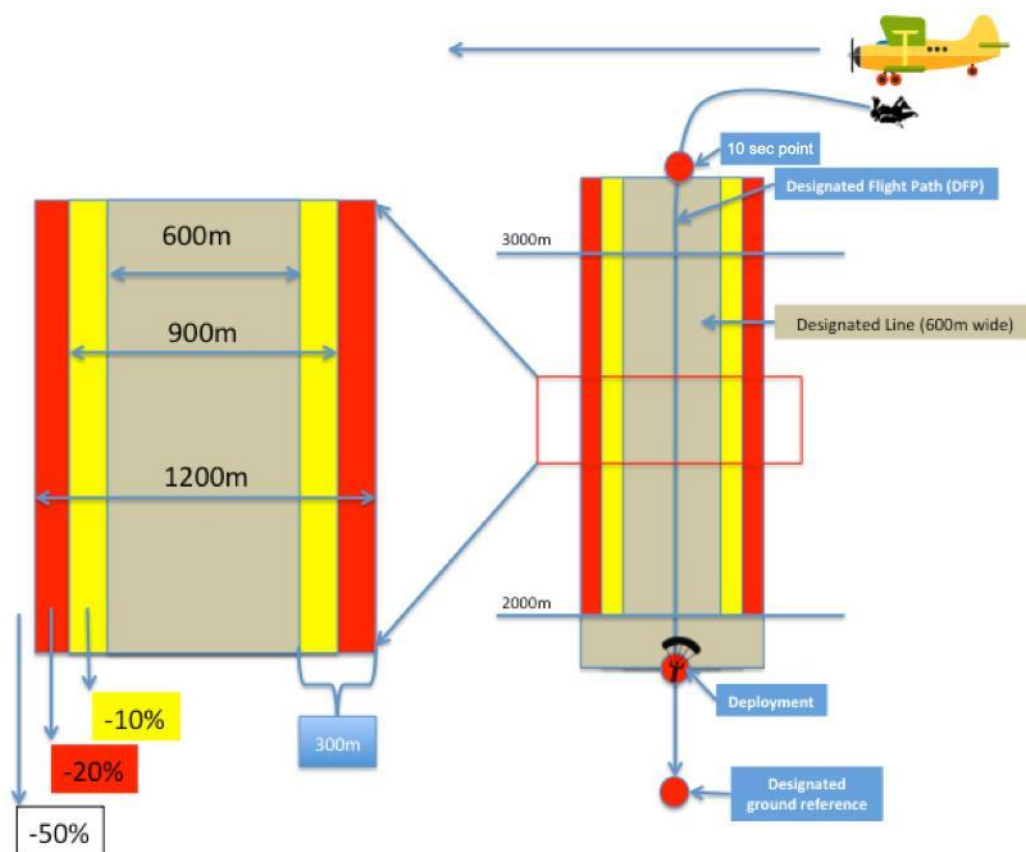 10 sec point
Designated Flight Path (DFP)
3000m
600m
Designated Line (600m wide)
900m
1200m
2000m
Deployment
-10%
300m
-20%
Designated
ground reference
-50%